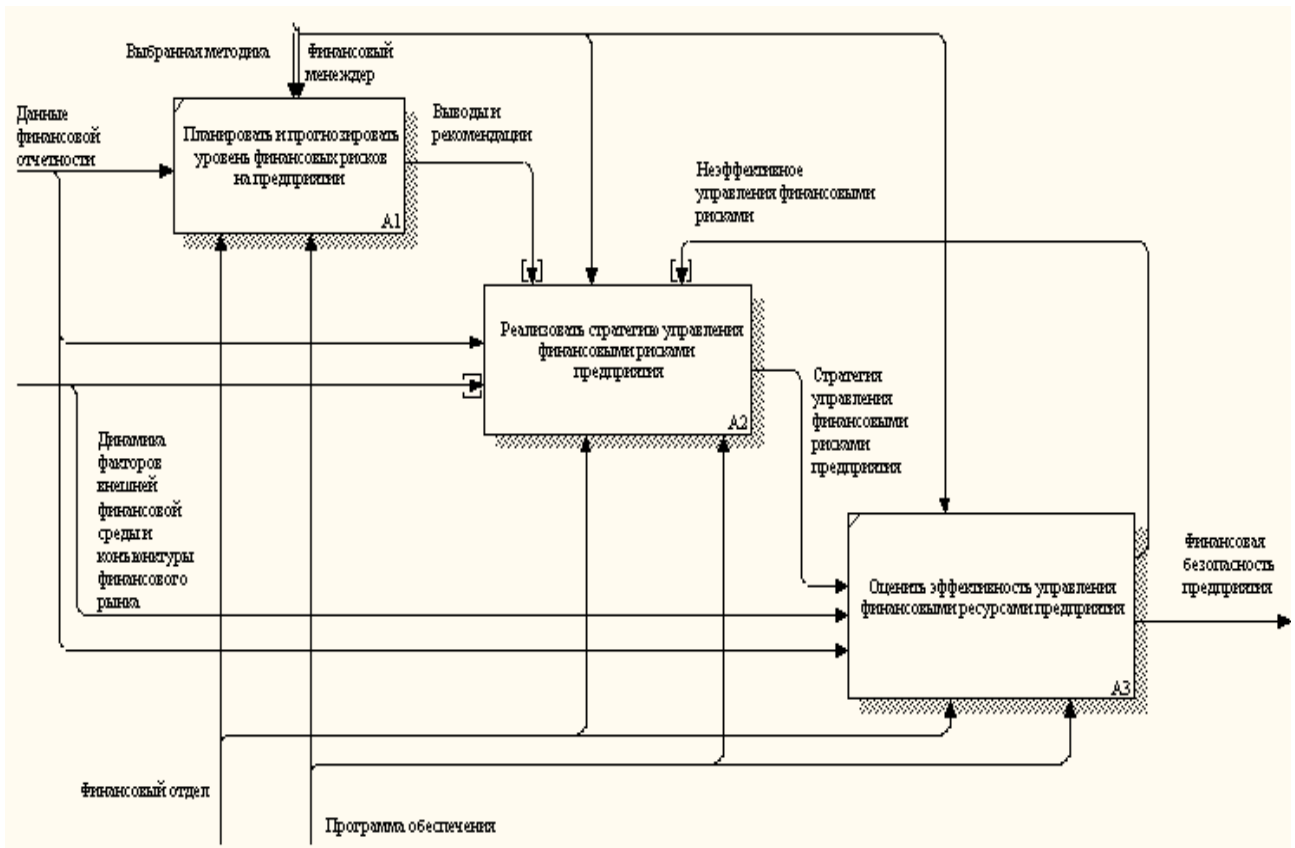 Выбранная методика
Финансовый
менеждер
Данные
финансовой
отчетности
Планировать и прогнозировать
уровень финансовых рисков
на предприятии
A1
Выводы и
рекомендации
Неэффективное
управления финансовыми
рисками
Реализовать стратегию управления
финансовыми рисками
предприятия
A2
Стратегия
управления
финансовыми
рисками
предприятия
Динамика
факторов
внешней
финансовой
среды и
конъюнктуры
финансового
рынка
Оценить эффективность управления
финансовыми ресурсами предприятия
A3
Финансовая
безопасность
предприятия
Финансовый отдел
Программа обеспечения